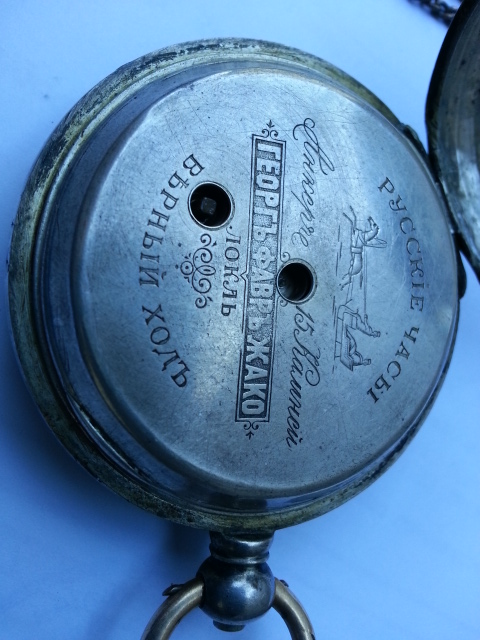 РУССКІЕ ЧАСЫ
Анкеръ 15 Камней
ГЕОРГЪ·ФАВРЪ·ЖАКО
ЛОКЛЬ
ВѢРНЫЙ ХОДЪ